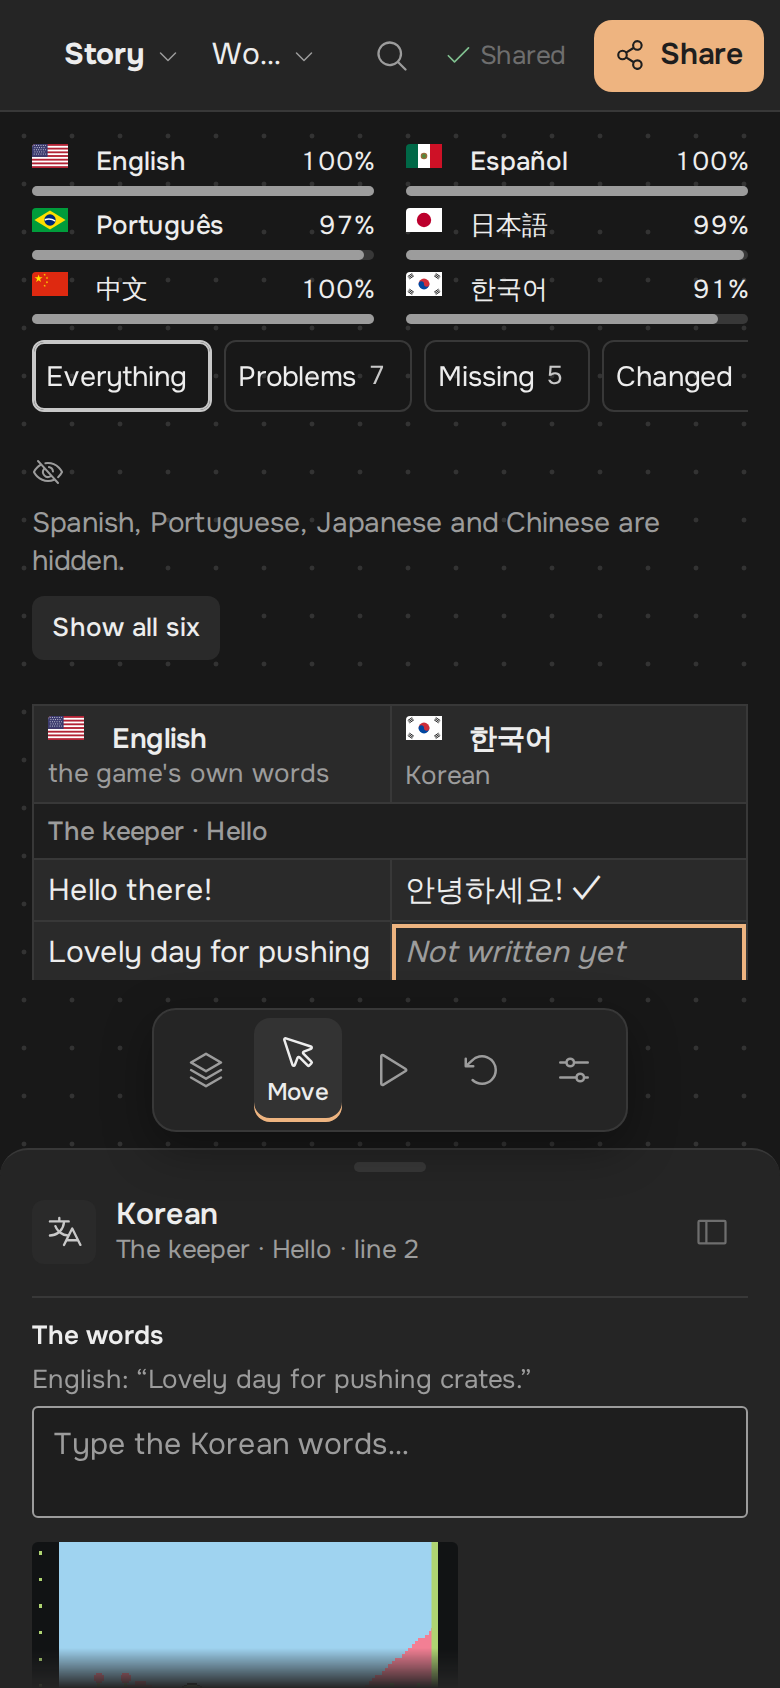 Story Wo... Shared Share
English 100% Español 100%
Português 97% 日本語 99%
中文 100% 한국어 91%
Everything Problems 7 Missing 5 Changed
Spanish, Portuguese, Japanese and Chinese are
hidden.
Show all six
English 한국어
the game's own words Korean
The keeper · Hello
Hello there! 안녕하세요! ✓
Lovely day for pushing Not written yet
Move
Korean
The keeper · Hello · line 2
The words
English: “Lovely day for pushing crates.”
Type the Korean words...